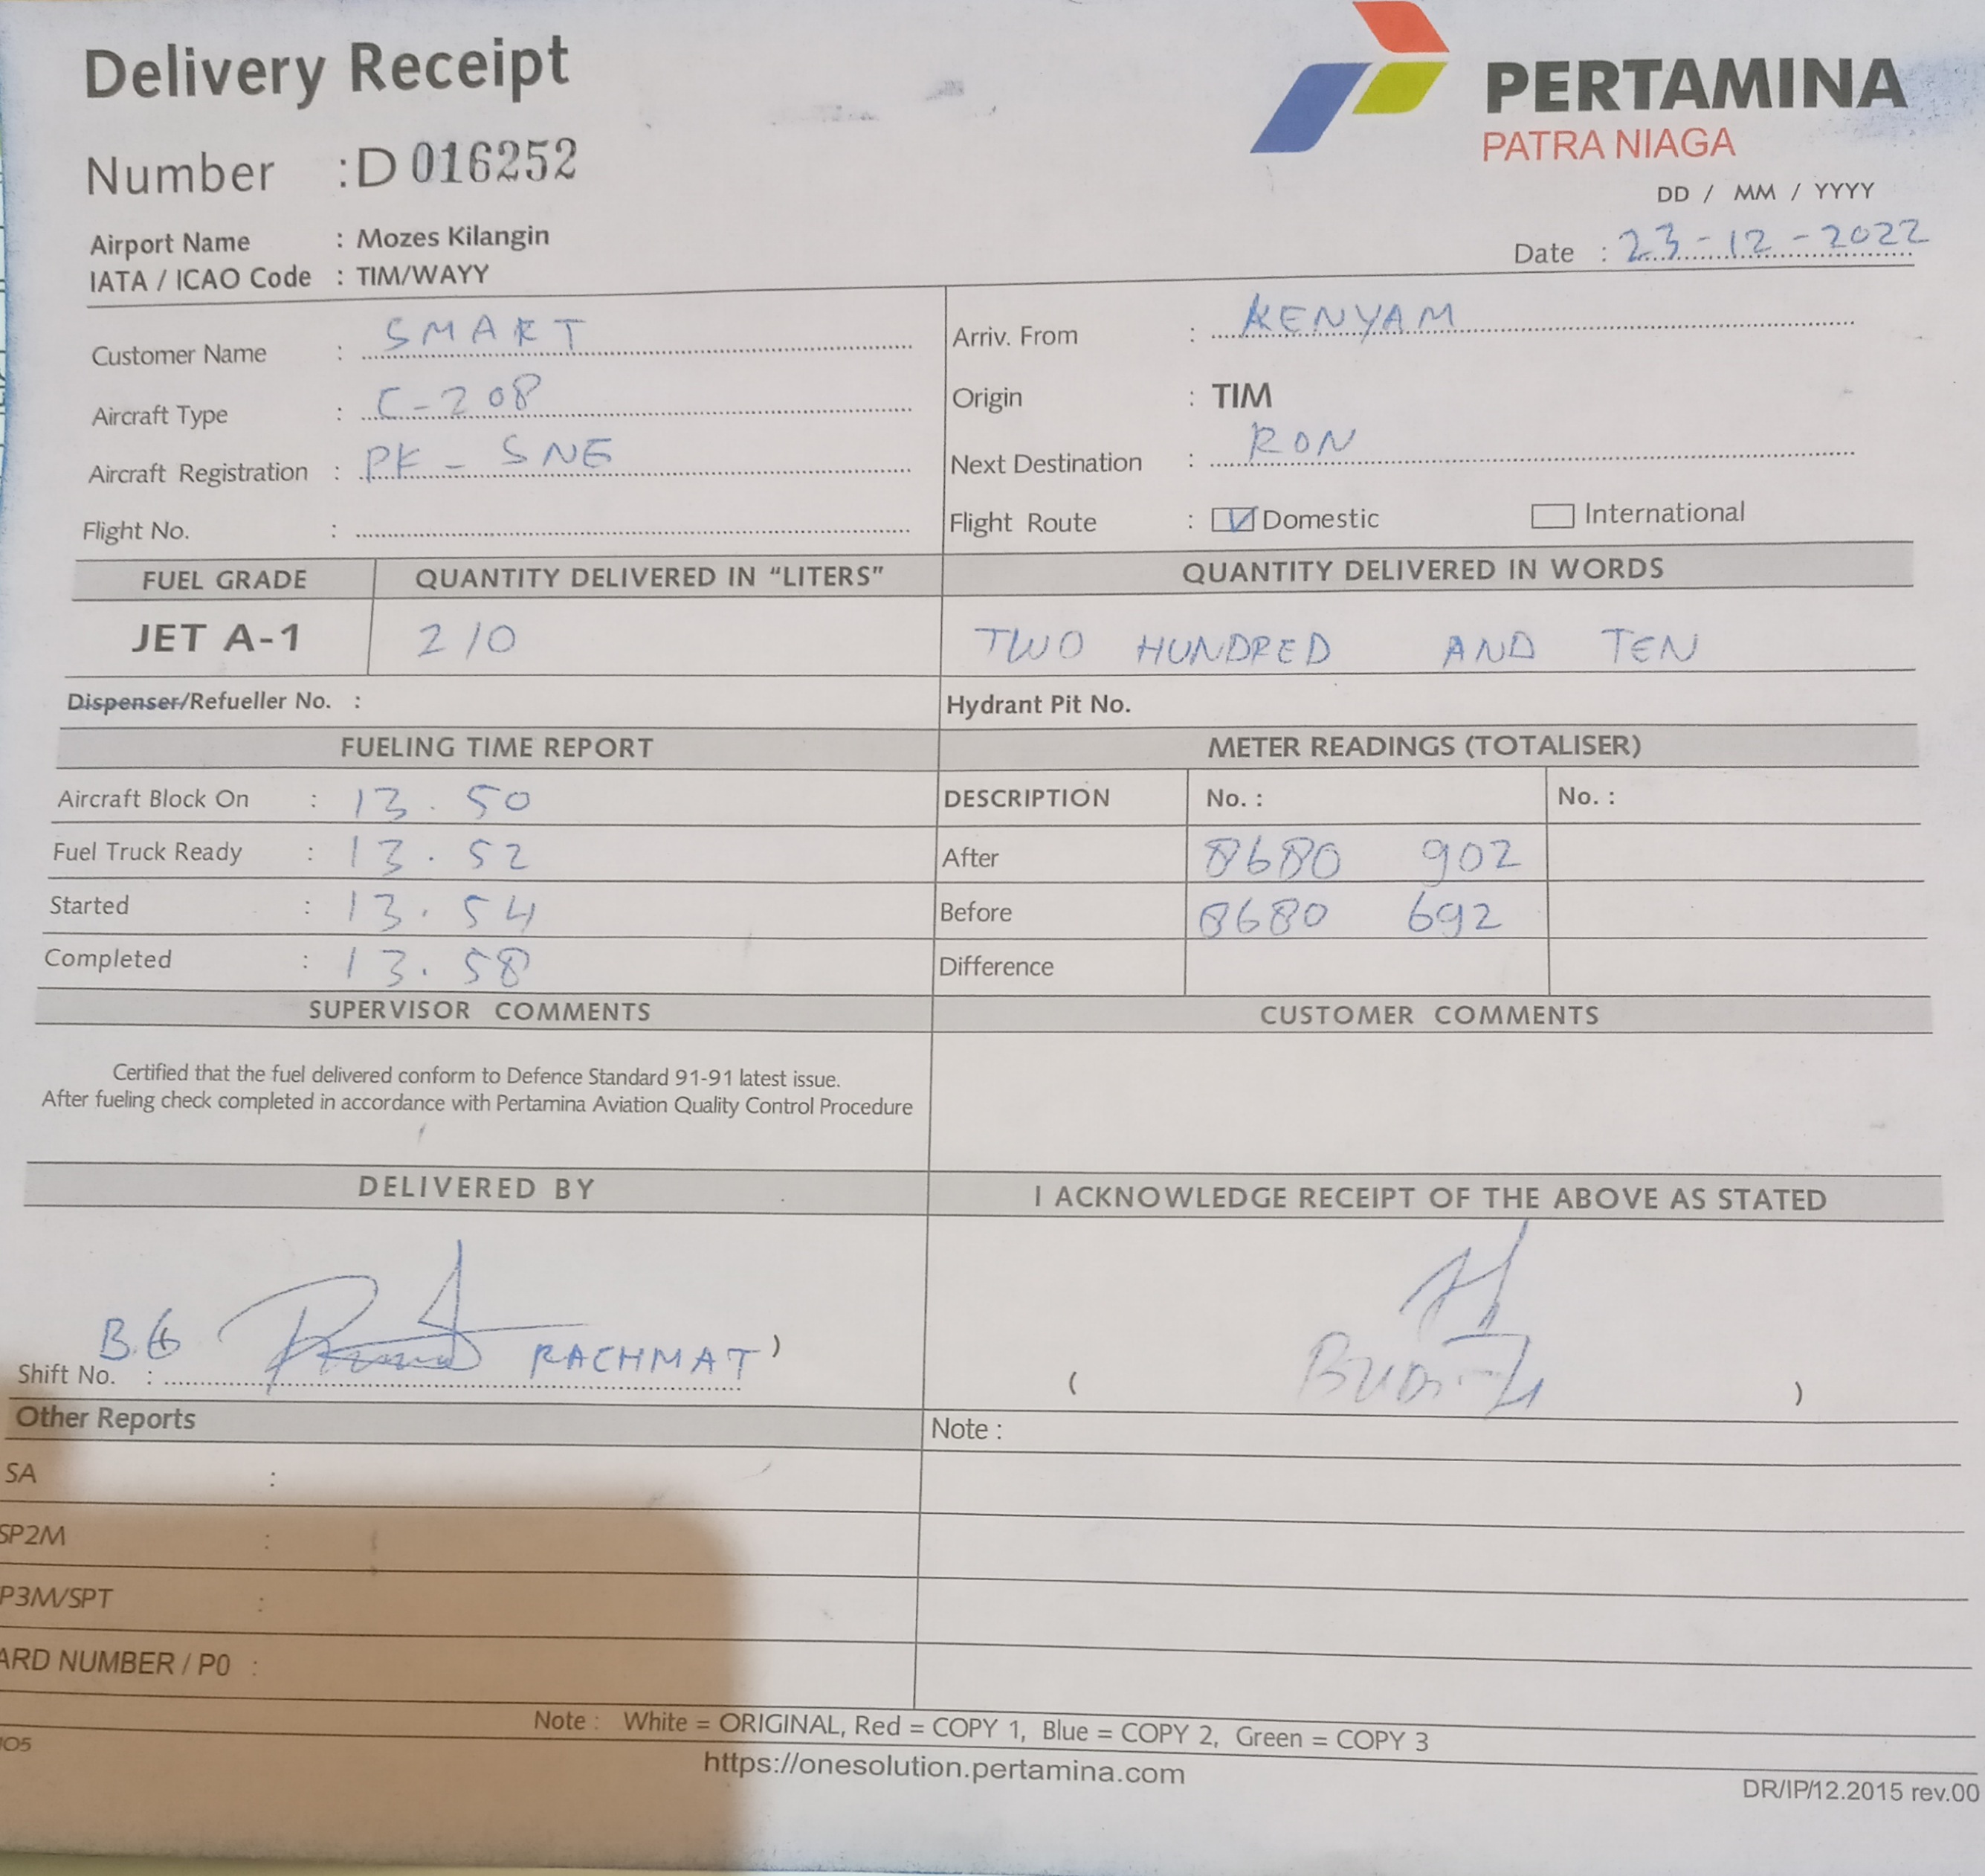 Delivery Receipt
PERTAMINA
PATRA NIAGA
Number : D 016252
DD / MM / YYYY
Airport Name : Mozes Kilangin
Date : 23-12-2022
IATA / ICAO Code : TIM/WAYY
Customer Name : SMART
Arriv. From : KENYAM
Aircraft Type : C-208
Origin : TIM
Aircraft Registration : PK-SNE
Next Destination : RON
Flight No. :
Flight Route : Domestic International
FUEL GRADE QUANTITY DELIVERED IN "LITERS" QUANTITY DELIVERED IN WORDS
JET A-1 210 TWO HUNDRED AND TEN
Dispenser/Refueller No. : Hydrant Pit No.
FUELING TIME REPORT METER READINGS (TOTALISER)
Aircraft Block On : 13.50 DESCRIPTION No. : No. :
Fuel Truck Ready : 13.52 After 8680 902
Started : 13.54 Before 8680 692
Completed : 13.58 Difference
SUPERVISOR COMMENTS CUSTOMER COMMENTS
Certified that the fuel delivered conform to Defence Standard 91-91 latest issue.
After fueling check completed in accordance with Pertamina Aviation Quality Control Procedure
DELIVERED BY I ACKNOWLEDGE RECEIPT OF THE ABOVE AS STATED
Shift No. : B.6 RACHMAT )
( )
Other Reports Note :
SA :
SP2M :
P3M/SPT :
ARD NUMBER / P0 :
Note : White = ORIGINAL, Red = COPY 1, Blue = COPY 2, Green = COPY 3
https://onesolution.pertamina.com
DR/IP/12.2015 rev.00